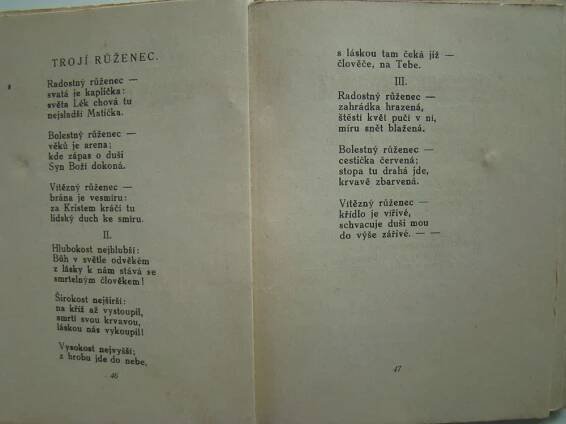 TROJÍ RŮŽENEC.
Radostný růženec —
svatá je kaplička:
světa Lék chová tu
nejsladší Matička.
Bolestný růženec —
věků je arena;
kde zápas o duši
Syn Boží dokoná.
Vítězný růženec —
brána je vesmíru:
za Kristem kráčí tu
lidský duch ke smíru.
II.
Hlubokost nejhlubší:
Bůh v světle odvěkém
z lásky k nám stává se
smrtelným člověkem!
Širokost nejširší:
na kříž až vystoupil,
smrtí svou krvavou,
láskou nás vykoupil!
Vysokost nejvyšší;
z hrobu jde do nebe,
46
s láskou tam čeká již —
člověče, na Tebe.
III.
Radostný růženec —
zahrádka hrazená,
štěstí květ pučí v ní,
míru snět blažená.
Bolestný růženec —
cestička červená;
stopa tu drahá jde,
krvavě zbarvená.
Vítězný růženec —
křídlo je vířivé,
schvacuje duši mou
do výše zářivé. — —
47